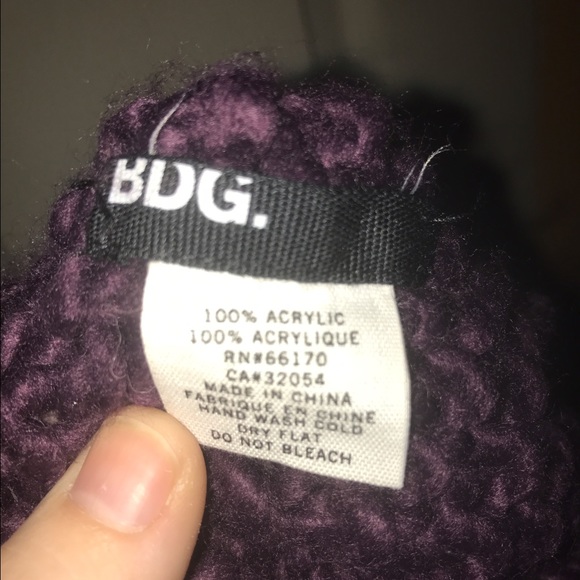 BDG.
100% ACRYLIC
100% ACRYLIQUE
RN#66170
CA#32054
MADE IN CHINA
FABRIQUE EN CHINE
HAND WASH COLD
DRY FLAT
DO NOT BLEACH